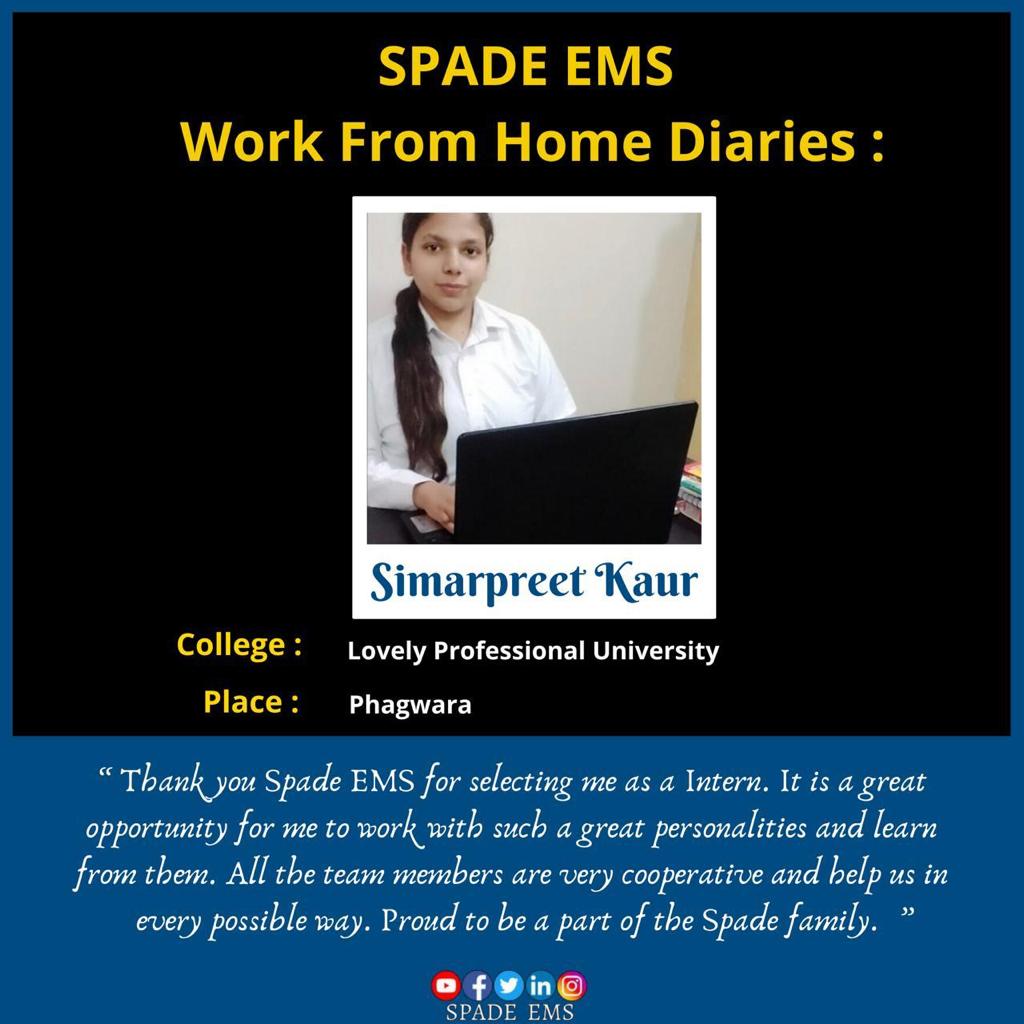 SPADE EMS
Work From Home Diaries :
Simarpreet Kaur
College : Lovely Professional University
Place : Phagwara
“ Thank you Spade EMS for selecting me as a Intern. It is a great
opportunity for me to work with such a great personalities and learn
from them. All the team members are very cooperative and help us in
every possible way. Proud to be a part of the Spade family. ”
SPADE EMS